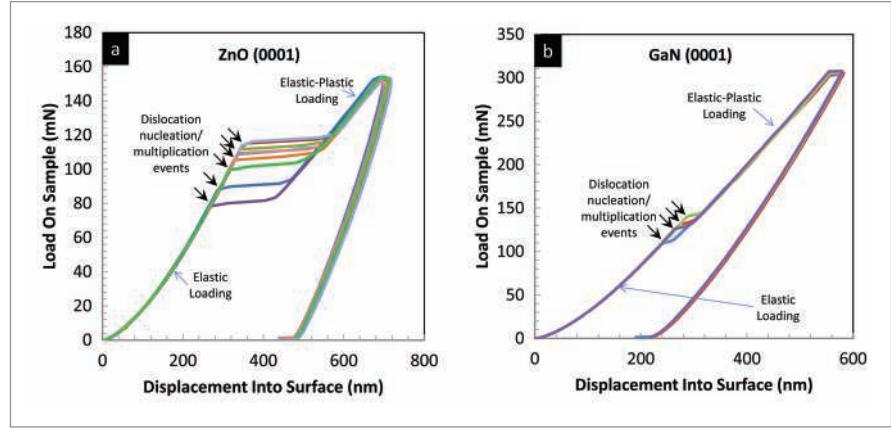 a
ZnO (0001)
180
160
140
120
100
80
60
40
20
0
Load On Sample (mN)
Elastic-Plastic
Loading
Dislocation
nucleation/
multiplication
events
Elastic
Loading
0
200
400
600
800
Displacement Into Surface (nm)
b
GaN (0001)
350
300
250
200
150
100
50
0
Load On Sample (mN)
Elastic-Plastic
Loading
Dislocation
nucleation/
multiplication
events
Elastic
Loading
0
200
400
600
Displacement Into Surface (nm)